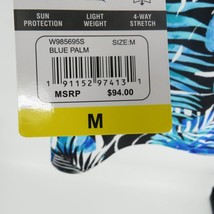 SUN PROTECTION
LIGHT WEIGHT
4-WAY STRETCH
W985695S SIZE:M
BLUE PALM
1 91152 97413 1
MSRP $94.00
M